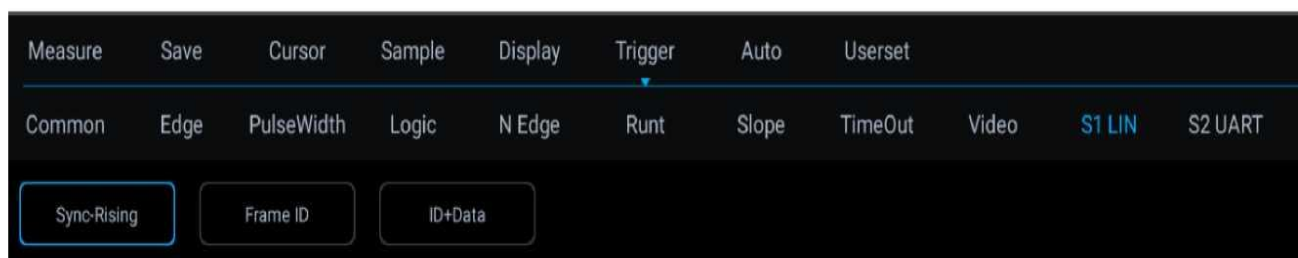 Measure Save Cursor Sample Display Trigger Auto Userset
Common Edge PulseWidth Logic N Edge Runt Slope TimeOut Video S1 LIN S2 UART
Sync-Rising Frame ID ID+Data